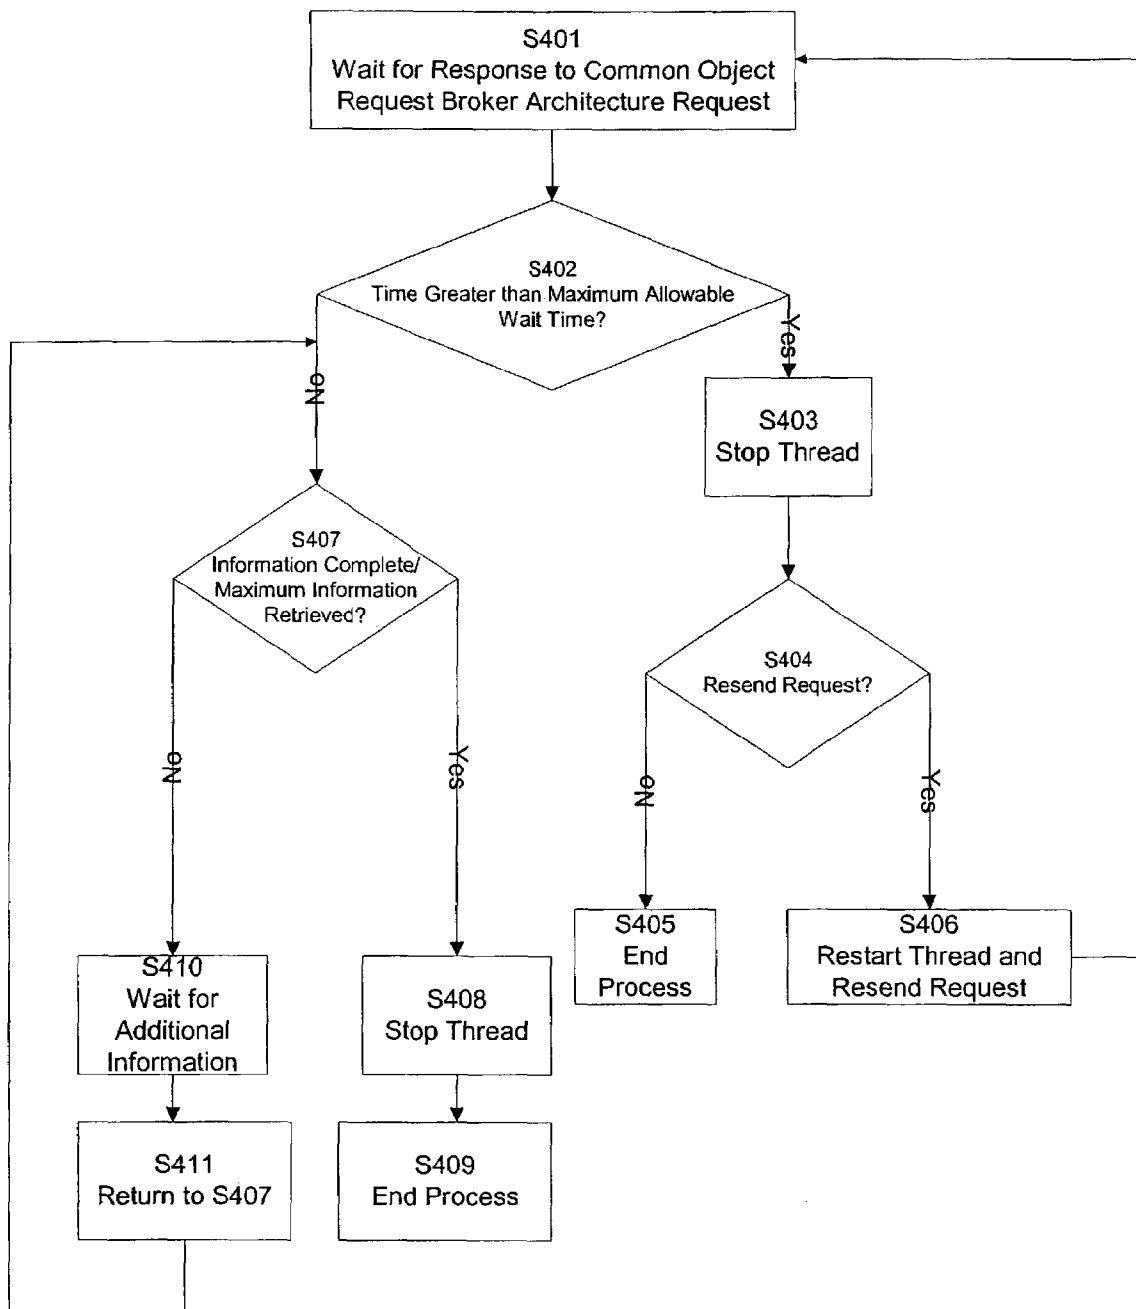 S401
Wait for Response to Common Object
Request Broker Architecture Request
S402
Time Greater than Maximum Allowable
Wait Time?
Yes
No
S403
Stop Thread
S407
Information Complete/
Maximum Information
Retrieved?
S404
Resend Request?
No
Yes
No
Yes
S405
End
Process
S406
Restart Thread and
Resend Request
S410
Wait for
Additional
Information
S408
Stop Thread
S411
Return to S407
S409
End Process